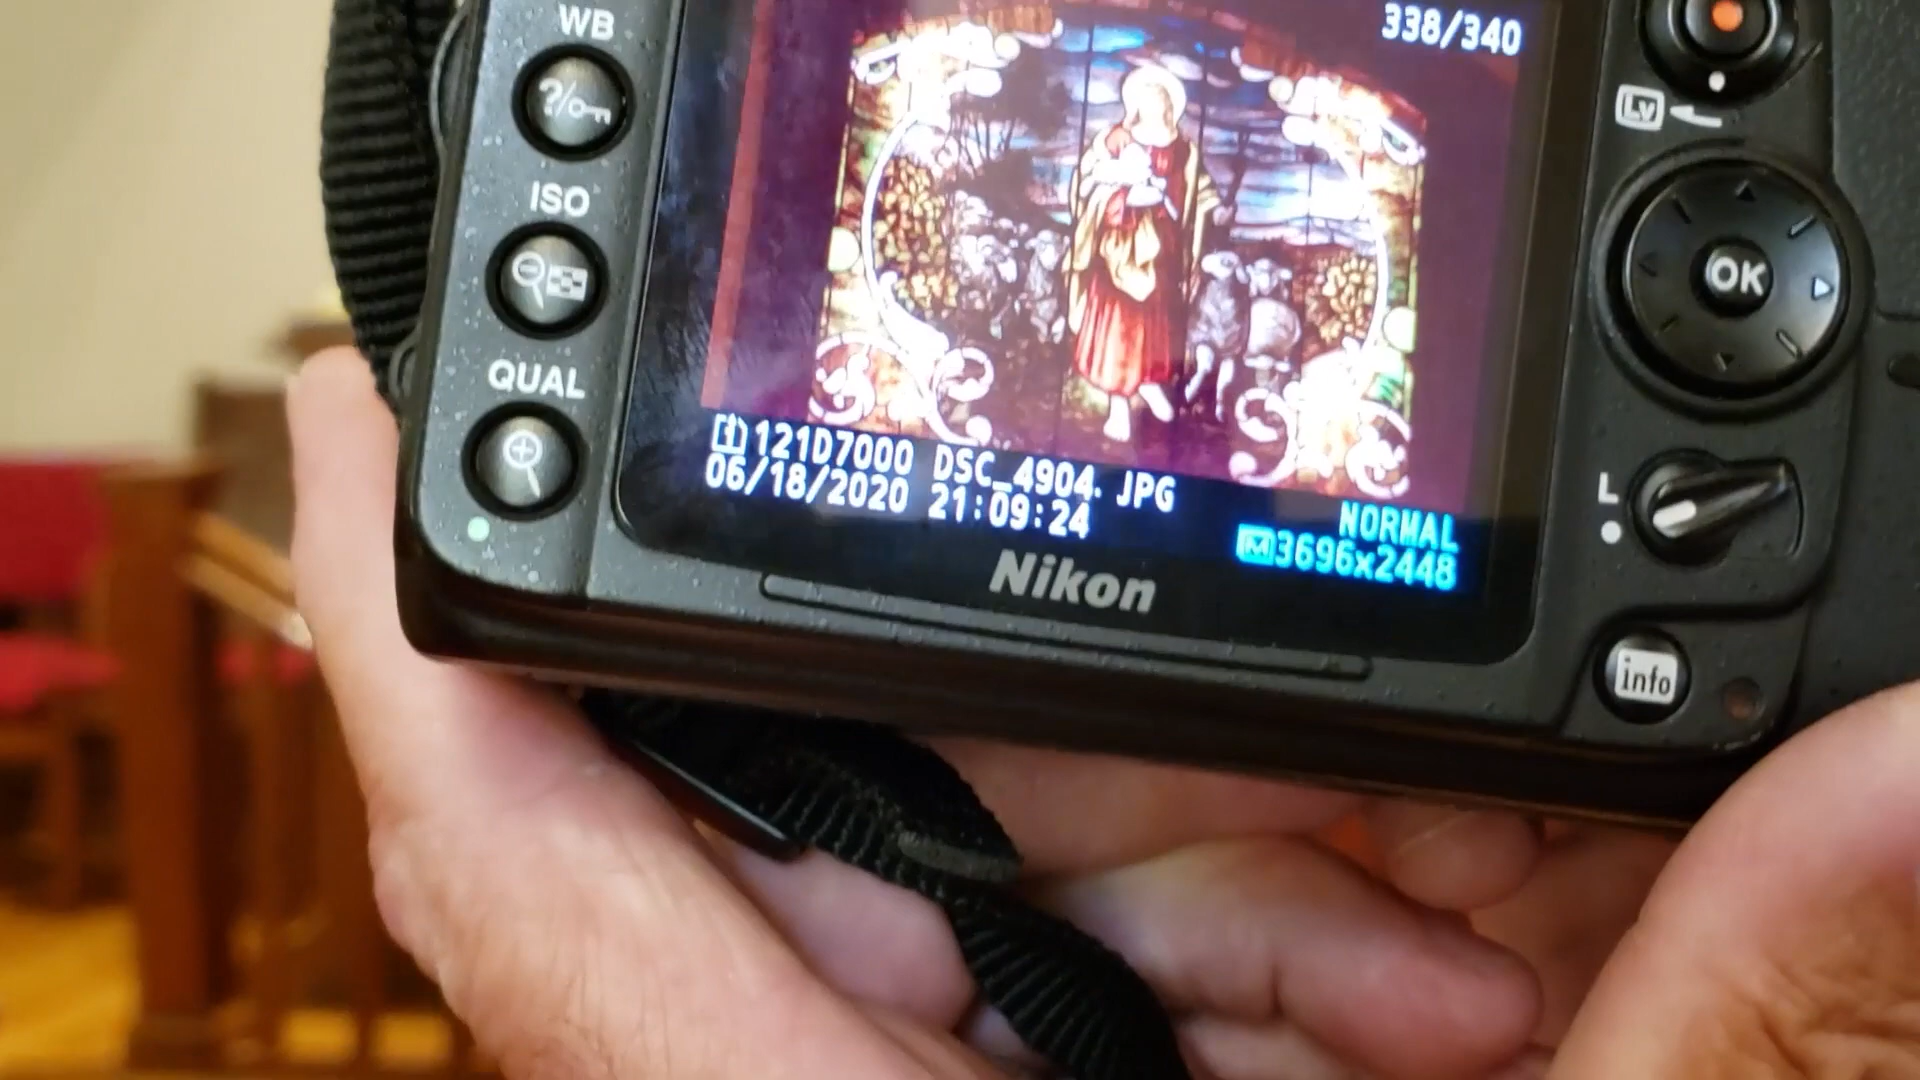 WB
?
ISO
QUAL
338/340
121D7000 DSC_4904. JPG
06/18/2020 21:09:24
NORMAL
M 3696x2448
Nikon
Lv
OK
L
info